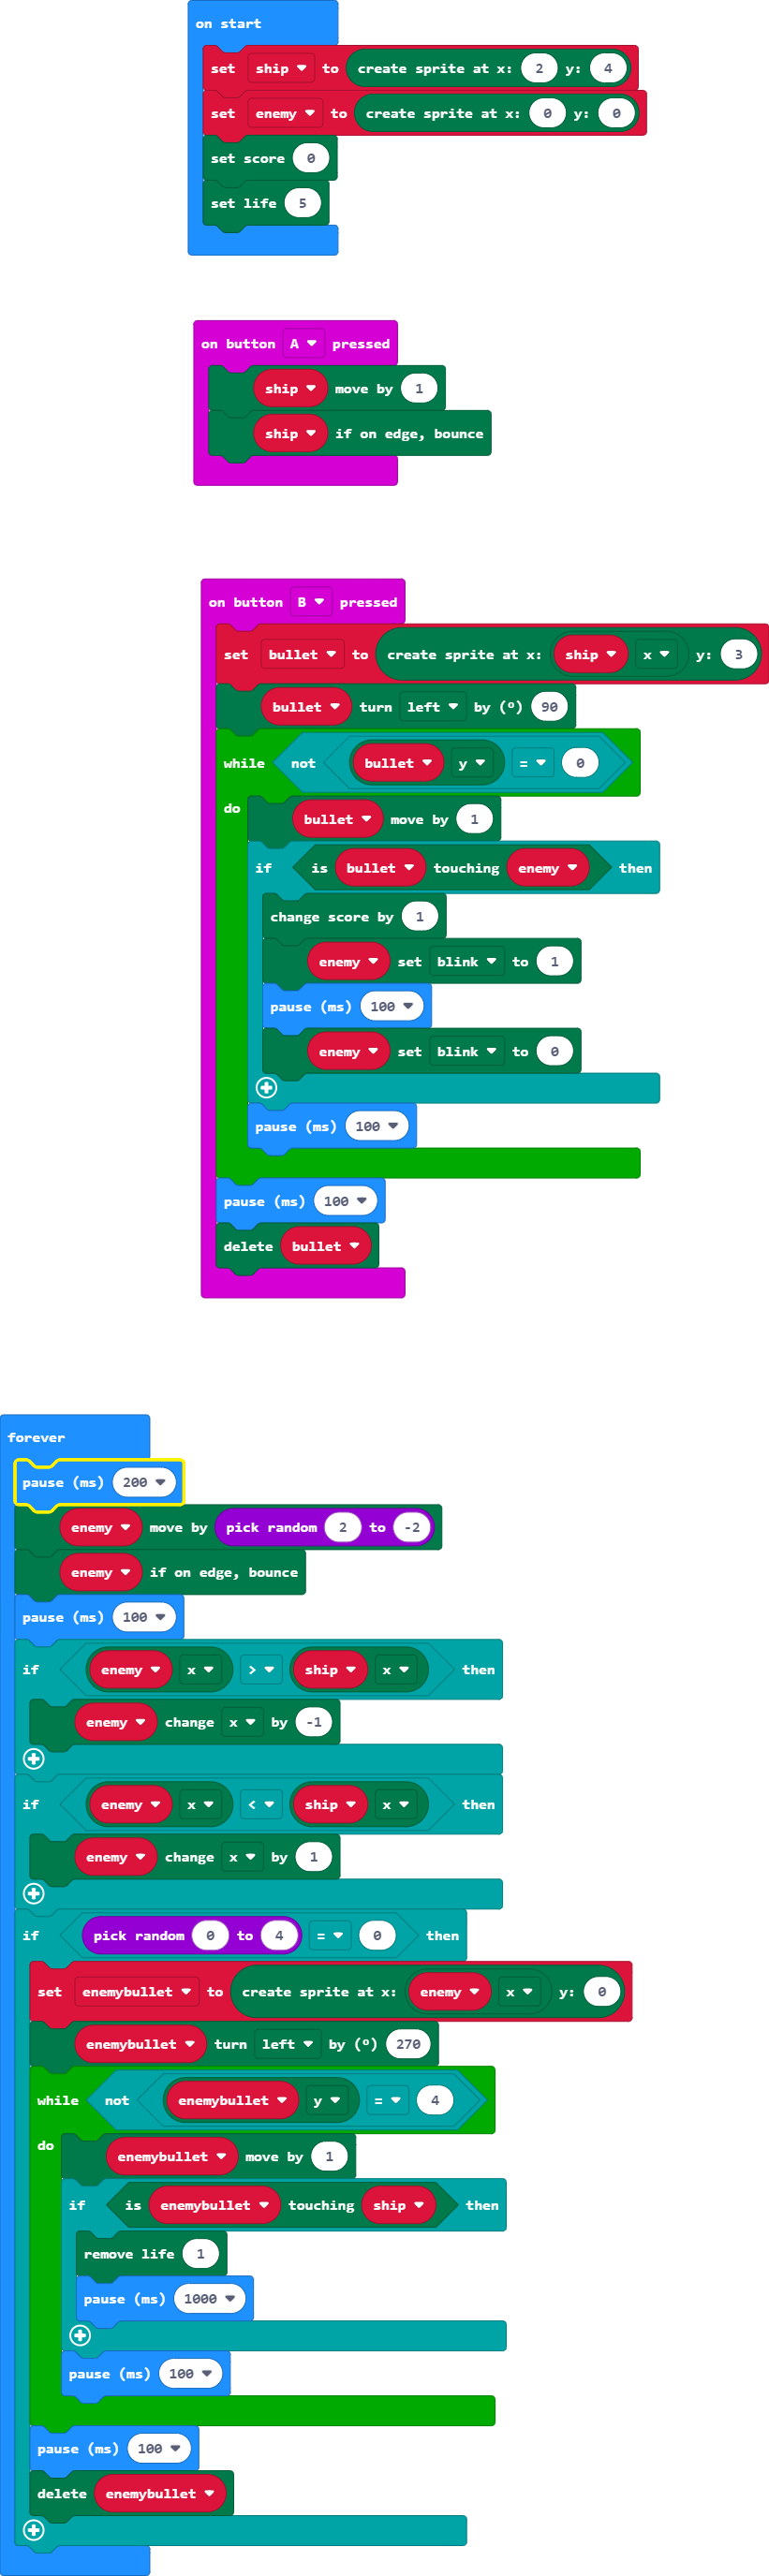 on start
set ship to create sprite at x: 2 y: 4
set enemy to create sprite at x: 0 y: 0
set score 0
set life 5
on button A pressed
ship move by 1
ship if on edge, bounce
on button B pressed
set bullet to create sprite at x: ship x y: 3
bullet turn left by (º) 90
while not bullet y = 0
do
bullet move by 1
if is bullet touching enemy then
change score by 1
enemy set blink to 1
pause (ms) 100
enemy set blink to 0
pause (ms) 100
pause (ms) 100
delete bullet
forever
pause (ms) 200
enemy move by pick random 2 to -2
enemy if on edge, bounce
pause (ms) 100
if enemy x > ship x then
enemy change x by -1
if enemy x < ship x then
enemy change x by 1
if pick random 0 to 4 = 0 then
set enemybullet to create sprite at x: enemy x y: 0
enemybullet turn left by (º) 270
while not enemybullet y = 4
do
enemybullet move by 1
if is enemybullet touching ship then
remove life 1
pause (ms) 1000
pause (ms) 100
pause (ms) 100
delete enemybullet